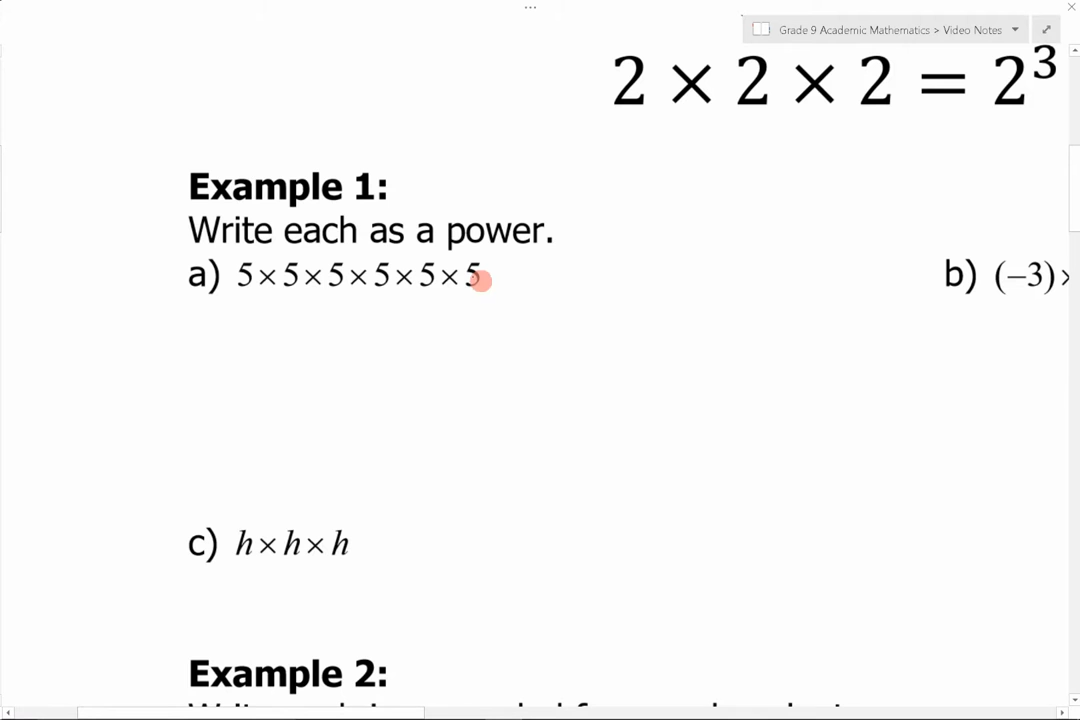 Grade 9 Academic Mathematics > Video Notes
2 × 2 × 2 = 2³
Example 1:
Write each as a power.
a) 5×5×5×5×5×5
b) (−3)×
c) h×h×h
Example 2: